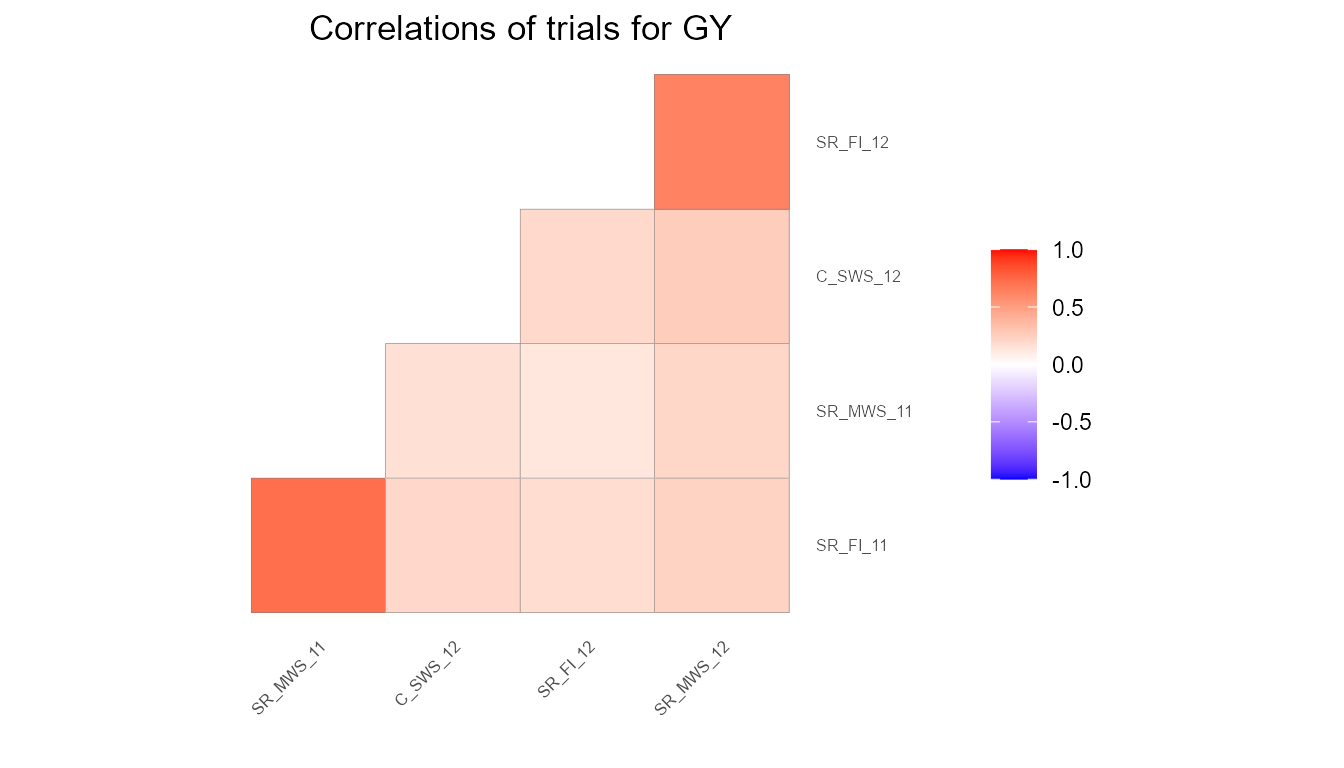 Correlations of trials for GY
SR_FI_12
C_SWS_12
SR_MWS_11
SR_FI_11
1.0
0.5
0.0
-0.5
-1.0
SR_MWS_11
C_SWS_12
SR_FI_12
SR_MWS_12